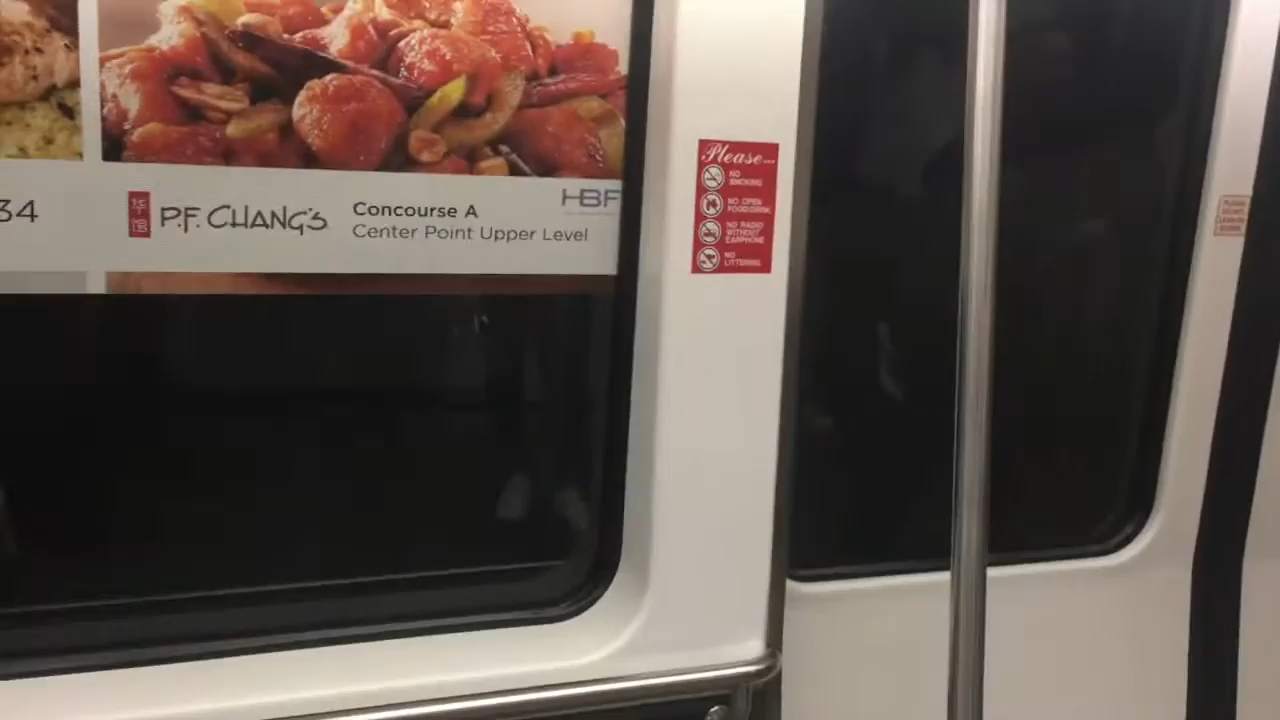 34
P.F. CHANG'S
Concourse A
Center Point Upper Level
HBF
Please...
NO SMOKING
NO OPEN FOOD/DRINK
NO RADIO WITHOUT EARPHONE
NO LITTERING